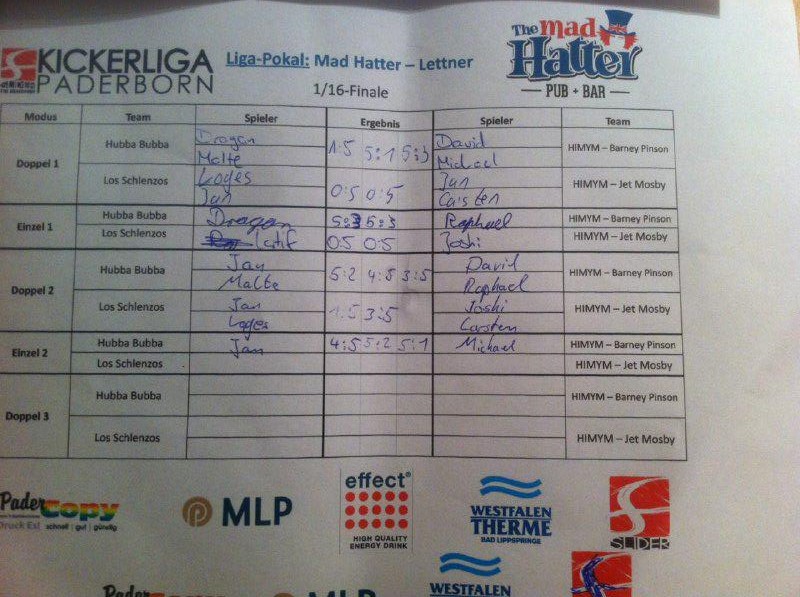 KICKERLIGA
PADERBORN
Liga-Pokal: Mad Hatter – Lettner
1/16-Finale
The mad Hatter
PUB + BAR
Modus Team Spieler Ergebnis Spieler Team
Doppel 1
Hubba Bubba Dragan 1:5 5:1 5:3 David HIMYM – Barney Pinson
Malte Michael
Los Schlenzos Loges 0:5 0:5 Jan HIMYM – Jet Mosby
Jan Carsten
Einzel 1
Hubba Bubba Dragan 5:3 5:3 Raphael HIMYM – Barney Pinson
Los Schlenzos Latif 0:5 0:5 Joshi HIMYM – Jet Mosby
Doppel 2
Hubba Bubba Jan 5:2 4:5 3:5 David HIMYM – Barney Pinson
Malte Raphael
Los Schlenzos Jan 1:5 3:5 Joshi HIMYM – Jet Mosby
Loges Carsten
Einzel 2
Hubba Bubba Jan 4:5 5:2 5:1 Michael HIMYM – Barney Pinson
Los Schlenzos HIMYM – Jet Mosby
Doppel 3
Hubba Bubba HIMYM – Barney Pinson
Los Schlenzos HIMYM – Jet Mosby
PaderCopy
Druck Es! schnell | gut | günstig
MLP
effect®
HIGH QUALITY
ENERGY DRINK
WESTFALEN
THERME
BAD LIPPSPRINGE
SLIDER
MLP
WESTFALEN